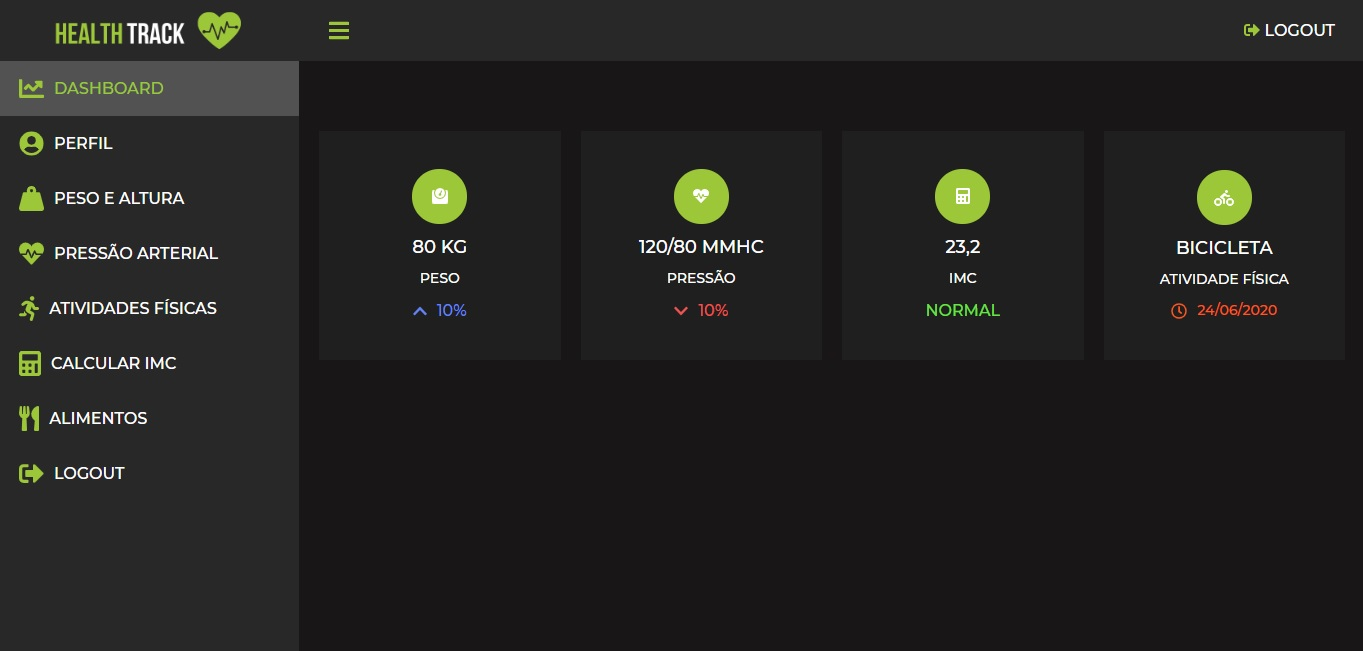 HEALTH TRACK
LOGOUT
DASHBOARD
PERFIL
PESO E ALTURA
PRESSÃO ARTERIAL
ATIVIDADES FÍSICAS
CALCULAR IMC
ALIMENTOS
LOGOUT
80 KG
PESO
10%
120/80 MMHC
PRESSÃO
10%
23,2
IMC
NORMAL
BICICLETA
ATIVIDADE FÍSICA
24/06/2020